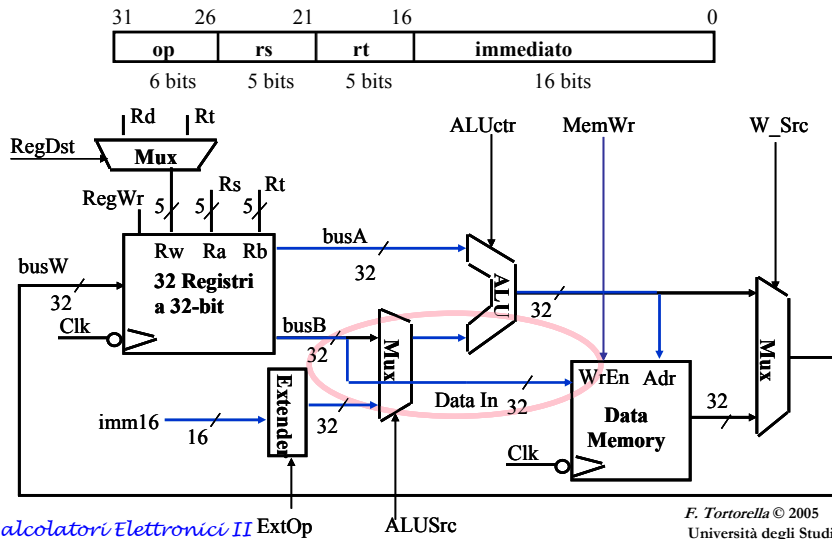 31 26 21 16 0
op rs rt immediato
6 bits 5 bits 5 bits 16 bits
Rd Rt
RegDst
Mux
RegWr
5 5 5
Rs Rt
Rw Ra Rb
32 Registri
a 32-bit
busW
32
Clk
busA
32
busB
32
imm16
16
Extender
32
ExtOp
Mux
ALUSrc
ALUctr
ALU
32
Data In
32
MemWr
WrEn Adr
Data
Memory
Clk
32
W_Src
Mux
alcolatori Elettronici II
F. Tortorella © 2005
Università degli Studi